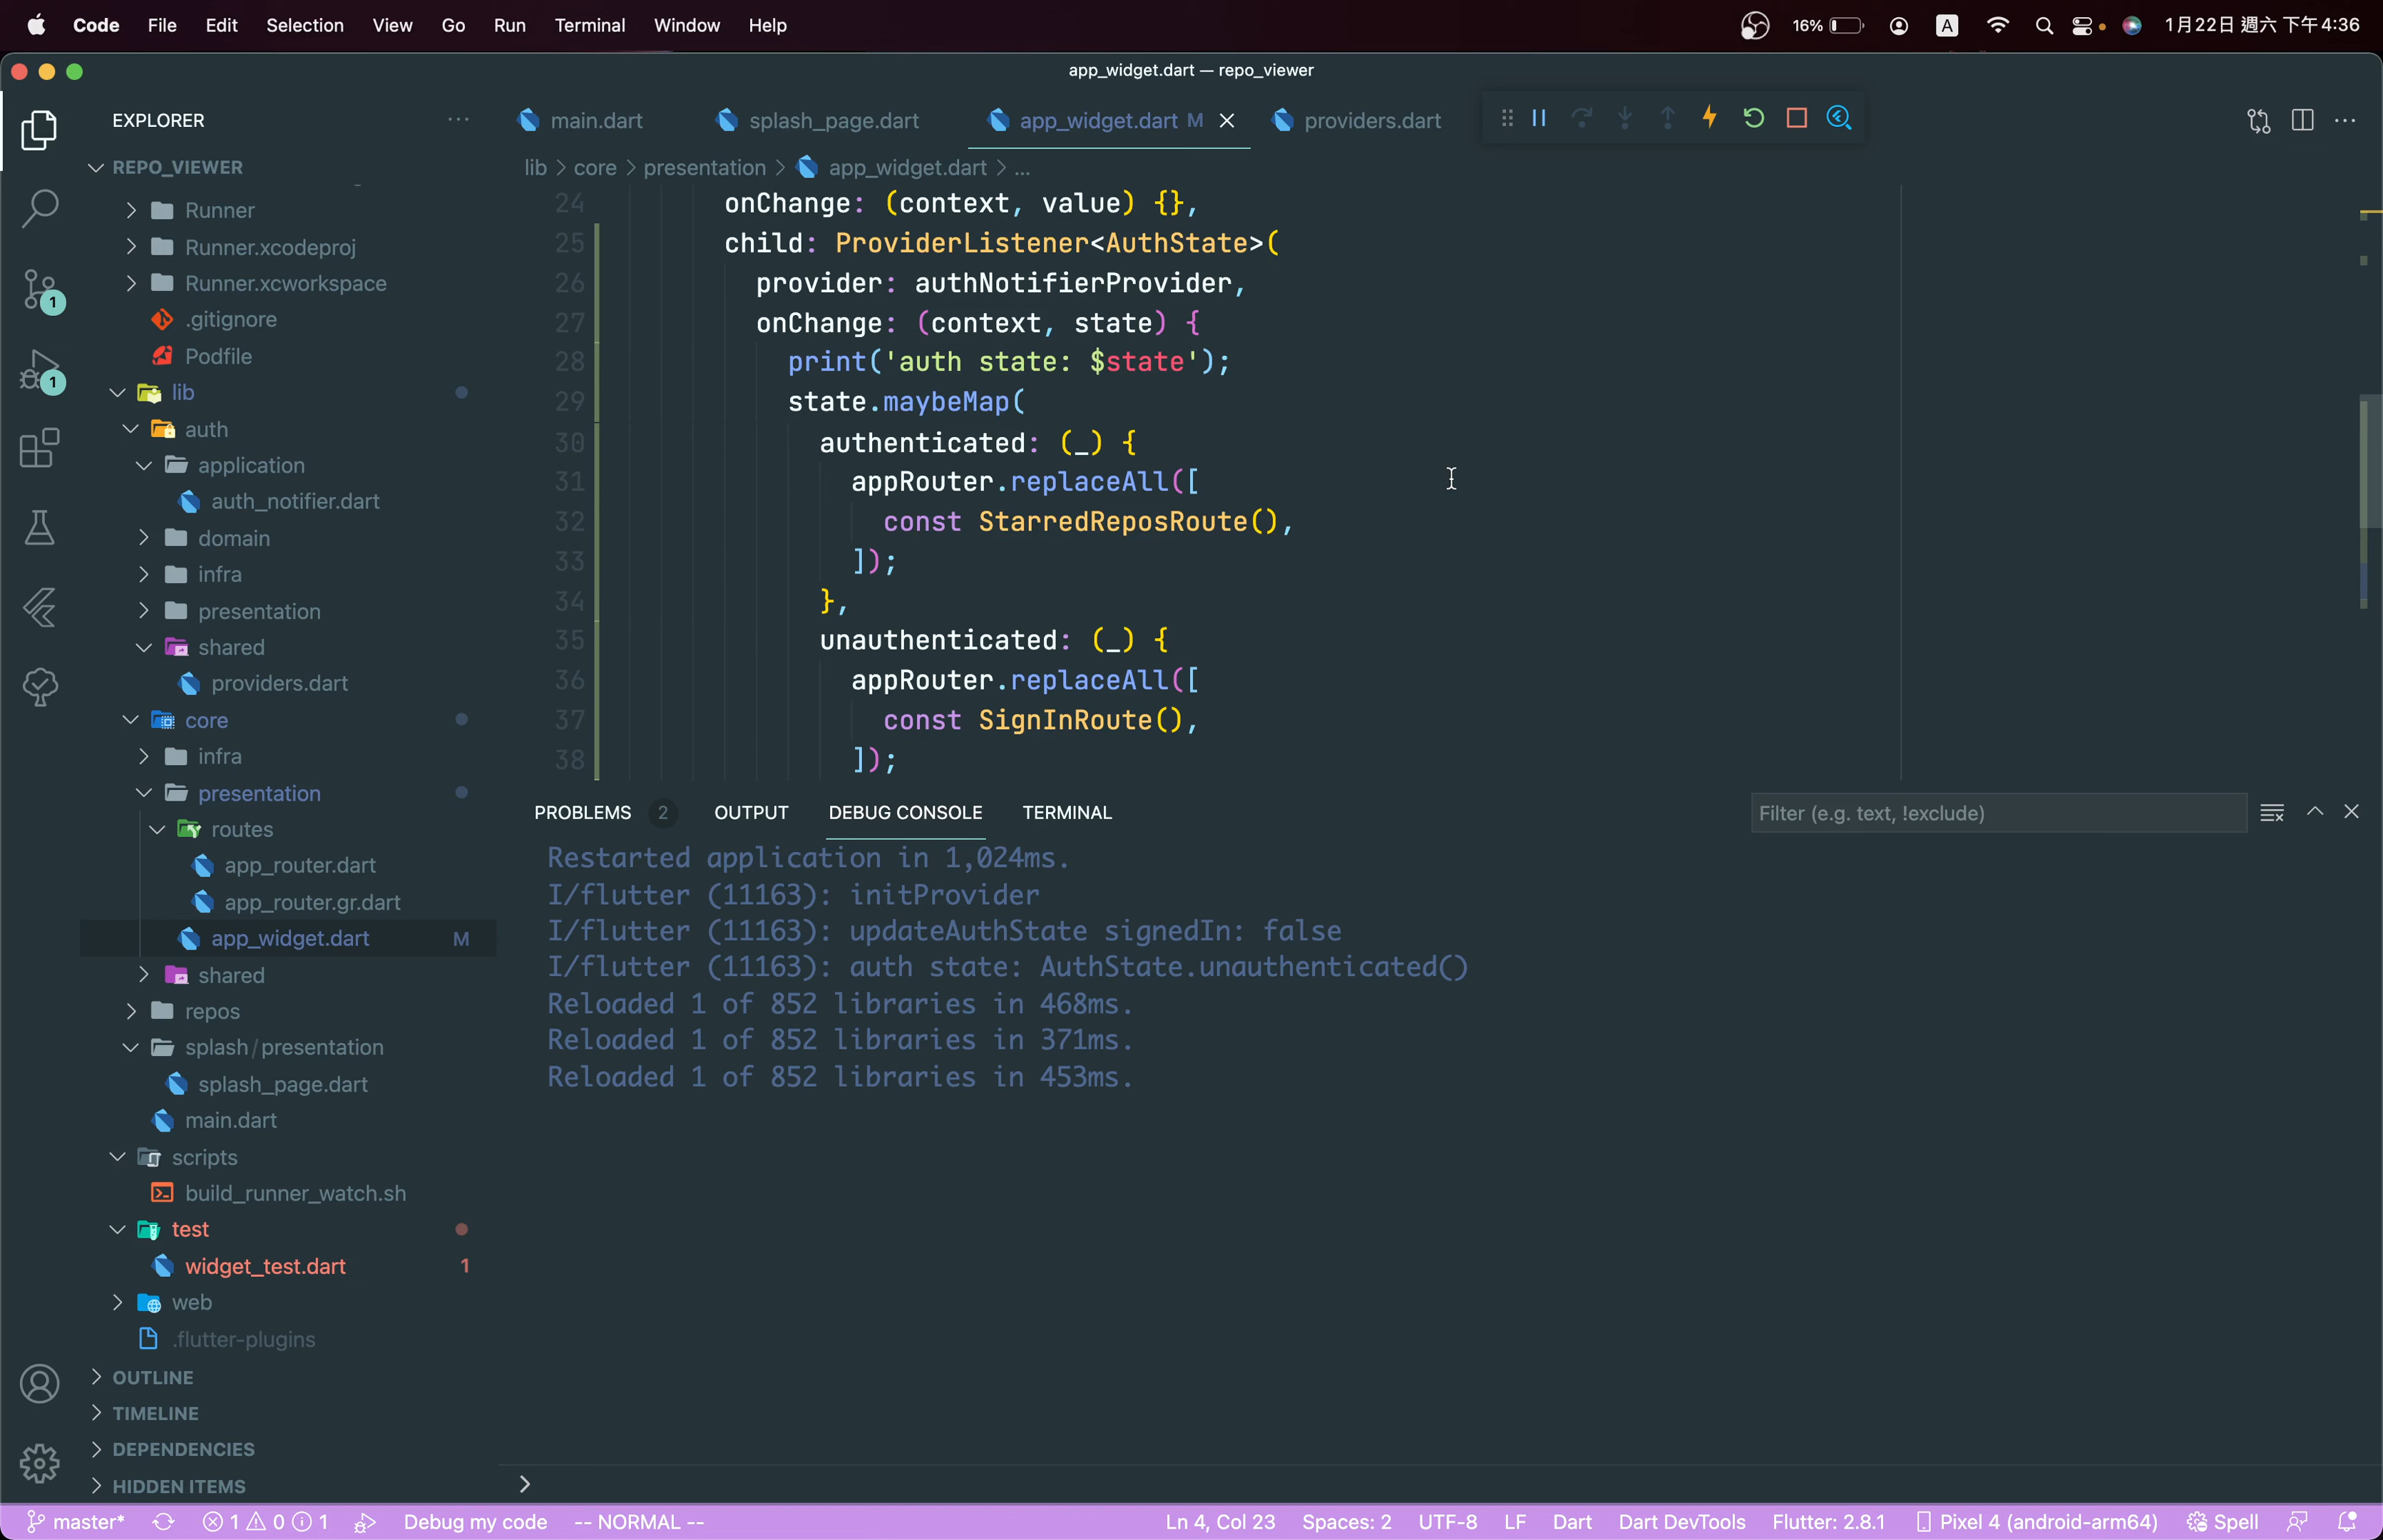 Code File Edit Selection View Go Run Terminal Window Help
16% A 1月22日 週六 下午4:36
app_widget.dart — repo_viewer
EXPLORER
main.dart splash_page.dart app_widget.dart M providers.dart
lib > core > presentation > app_widget.dart > ...
REPO_VIEWER
Runner
Runner.xcodeproj
Runner.xcworkspace
.gitignore
Podfile
lib
auth
application
auth_notifier.dart
domain
infra
presentation
shared
providers.dart
core
infra
presentation
routes
app_router.dart
app_router.gr.dart
app_widget.dart M
shared
repos
splash/presentation
splash_page.dart
main.dart
scripts
build_runner_watch.sh
test
widget_test.dart 1
web
.flutter-plugins
OUTLINE
TIMELINE
DEPENDENCIES
HIDDEN ITEMS
1
1
24 onChange: (context, value) {},
25 child: ProviderListener<AuthState>(
26 provider: authNotifierProvider,
27 onChange: (context, state) {
28 print('auth state: $state');
29 state.maybeMap(
30 authenticated: (_) {
31 appRouter.replaceAll([
32 const StarredReposRoute(),
33 ]);
34 },
35 unauthenticated: (_) {
36 appRouter.replaceAll([
37 const SignInRoute(),
38 ]);
PROBLEMS 2 OUTPUT DEBUG CONSOLE TERMINAL Filter (e.g. text, !exclude)
Restarted application in 1,024ms.
I/flutter (11163): initProvider
I/flutter (11163): updateAuthState signedIn: false
I/flutter (11163): auth state: AuthState.unauthenticated()
Reloaded 1 of 852 libraries in 468ms.
Reloaded 1 of 852 libraries in 371ms.
Reloaded 1 of 852 libraries in 453ms.
master* 1 0 1 Debug my code -- NORMAL -- Ln 4, Col 23 Spaces: 2 UTF-8 LF Dart Dart DevTools Flutter: 2.8.1 Pixel 4 (android-arm64) Spell